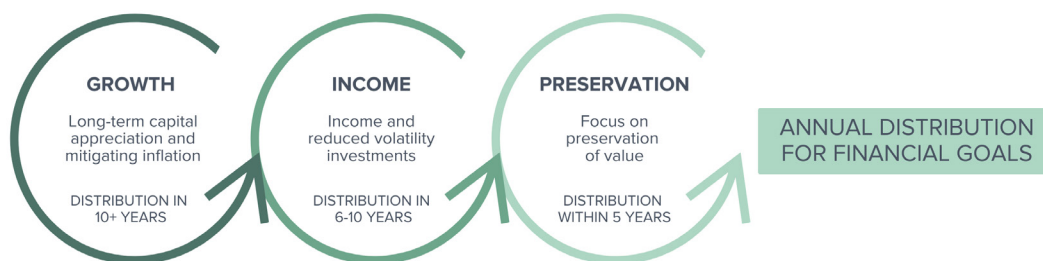 GROWTH
Long-term capital
appreciation and
mitigating inflation
DISTRIBUTION IN
10+ YEARS
INCOME
Income and
reduced volatility
investments
DISTRIBUTION IN
6-10 YEARS
PRESERVATION
Focus on
preservation
of value
DISTRIBUTION
WITHIN 5 YEARS
ANNUAL DISTRIBUTION
FOR FINANCIAL GOALS